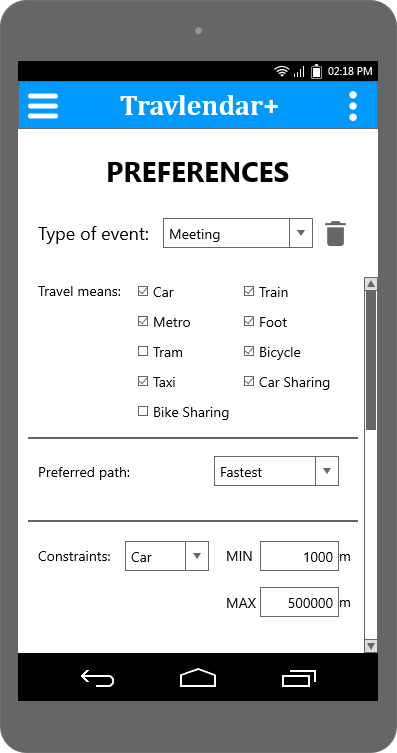 02:18 PM
Travlendar+
PREFERENCES
Type of event: Meeting
Travel means: Car Train
Metro Foot
Tram Bicycle
Taxi Car Sharing
Bike Sharing
Preferred path: Fastest
Constraints: Car MIN 1000 m
MAX 500000 m